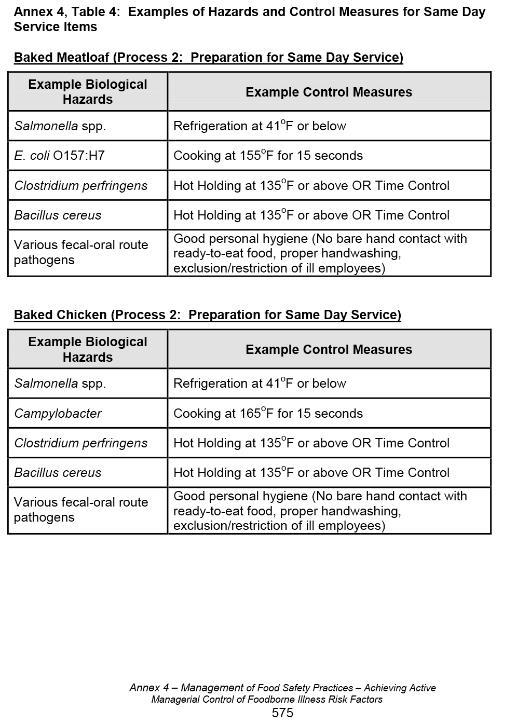 Annex 4, Table 4:  Examples of Hazards and Control Measures for Same Day
Service Items
Baked Meatloaf (Process 2:  Preparation for Same Day Service)
Example Biological
Hazards
Example Control Measures
Salmonella spp.
Refrigeration at 41°F or below
E. coli O157:H7
Cooking at 155°F for 15 seconds
Clostridium perfringens
Hot Holding at 135°F or above OR Time Control
Bacillus cereus
Hot Holding at 135°F or above OR Time Control
Various fecal-oral route
pathogens
Good personal hygiene (No bare hand contact with
ready-to-eat food, proper handwashing,
exclusion/restriction of ill employees)
Baked Chicken (Process 2:  Preparation for Same Day Service)
Example Biological
Hazards
Example Control Measures
Salmonella spp.
Refrigeration at 41°F or below
Campylobacter
Cooking at 165°F for 15 seconds
Clostridium perfringens
Hot Holding at 135°F or above OR Time Control
Bacillus cereus
Hot Holding at 135°F or above OR Time Control
Various fecal-oral route
pathogens
Good personal hygiene (No bare hand contact with
ready-to-eat food, proper handwashing,
exclusion/restriction of ill employees)
Annex 4 – Management of Food Safety Practices – Achieving Active
Managerial Control of Foodborne Illness Risk Factors
575